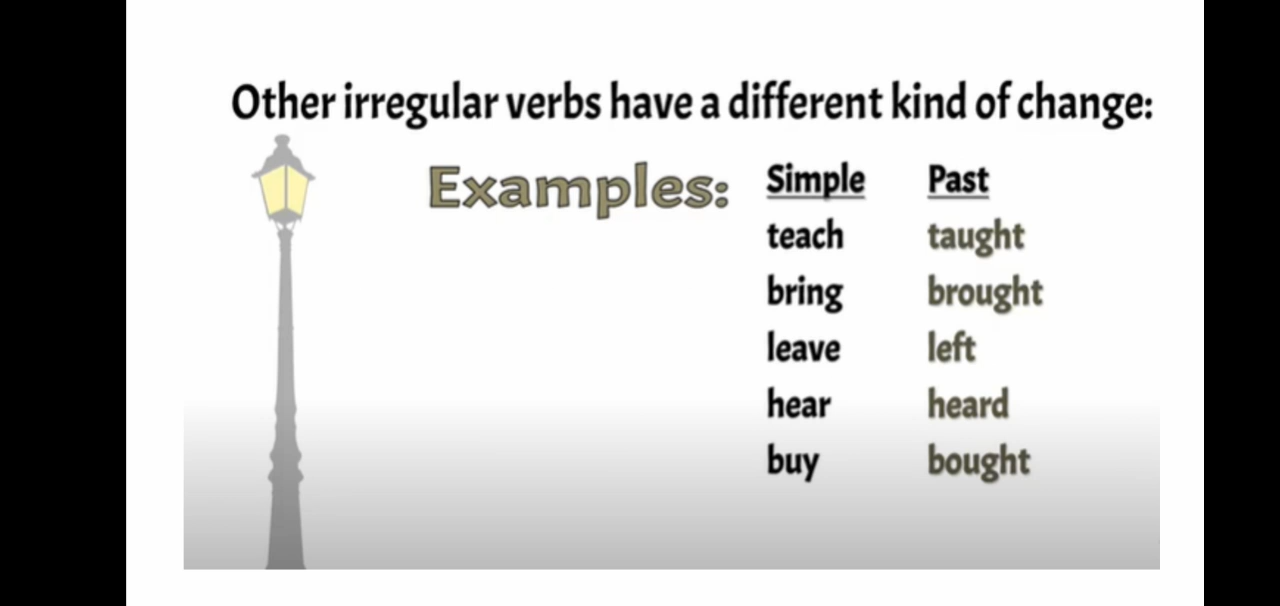 Other irregular verbs have a different kind of change:
Examples: Simple Past
teach taught
bring brought
leave left
hear heard
buy bought